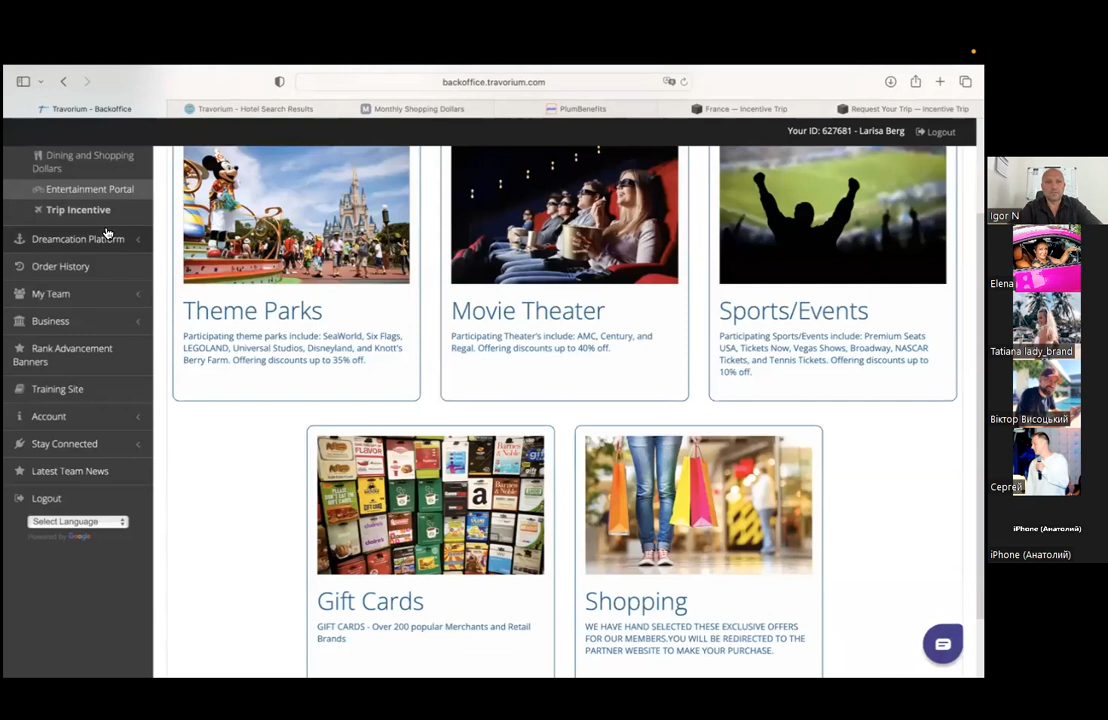 backoffice.travorium.com
Travorium - Backoffice
Travorium - Hotel Search Results
Monthly Shopping Dollars
PlumBenefits
France — Incentive Trip
Request Your Trip — Incentive Trip
Your ID: 627681 - Larisa Berg
Logout
Dining and Shopping
Dollars
Entertainment Portal
Trip Incentive
Dreamcation Platform
Order History
My Team
Business
Rank Advancement
Banners
Training Site
Account
Stay Connected
Latest Team News
Logout
Select Language
Powered by Google
Theme Parks
Participating theme parks include: SeaWorld, Six Flags,
LEGOLAND, Universal Studios, Disneyland, and Knott's
Berry Farm. Offering discounts up to 35% off.
Movie Theater
Participating Theater's include: AMC, Century, and
Regal. Offering discounts up to 40% off.
Sports/Events
Participating Sports/Events include: Premium Seats
USA, Tickets Now, Vegas Shows, Broadway, NASCAR
Tickets, and Tennis Tickets. Offering discounts up to
10% off.
Gift Cards
GIFT CARDS - Over 200 popular Merchants and Retail
Brands
Shopping
WE HAVE HAND SELECTED THESE EXCLUSIVE OFFERS
FOR OUR MEMBERS.YOU WILL BE REDIRECTED TO THE
PARTNER WEBSITE TO MAKE YOUR PURCHASE.
Igor N
Elena
Tatiana lady_brand
Віктор Висоцький
Сергей
iPhone (Анатолий)
iPhone (Анатолий)